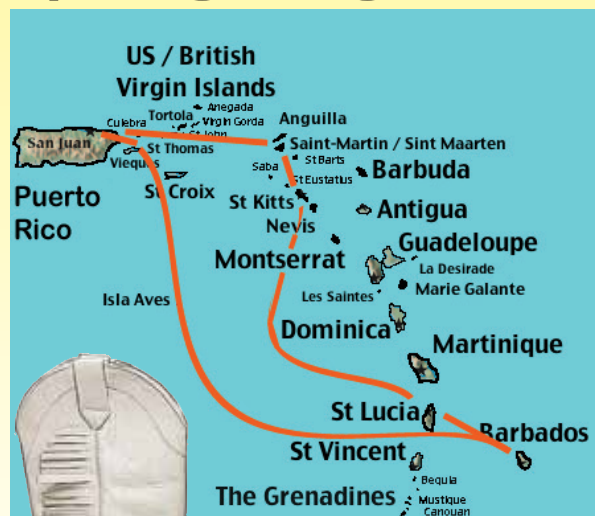 US / British
Virgin Islands
Anegada
Tortola
Virgin Gorda
Culebra
St John
Anguilla
San Juan
St Thomas
Saint-Martin / Sint Maarten
Vieques
St Barts
Saba
St Eustatius
Barbuda
Puerto
Rico
St Croix
St Kitts
Antigua
Nevis
Guadeloupe
Montserrat
La Desirade
Isla Aves
Les Saintes
Marie Galante
Dominica
Martinique
St Lucia
Barbados
St Vincent
Bequia
The Grenadines
Mustique
Canouan